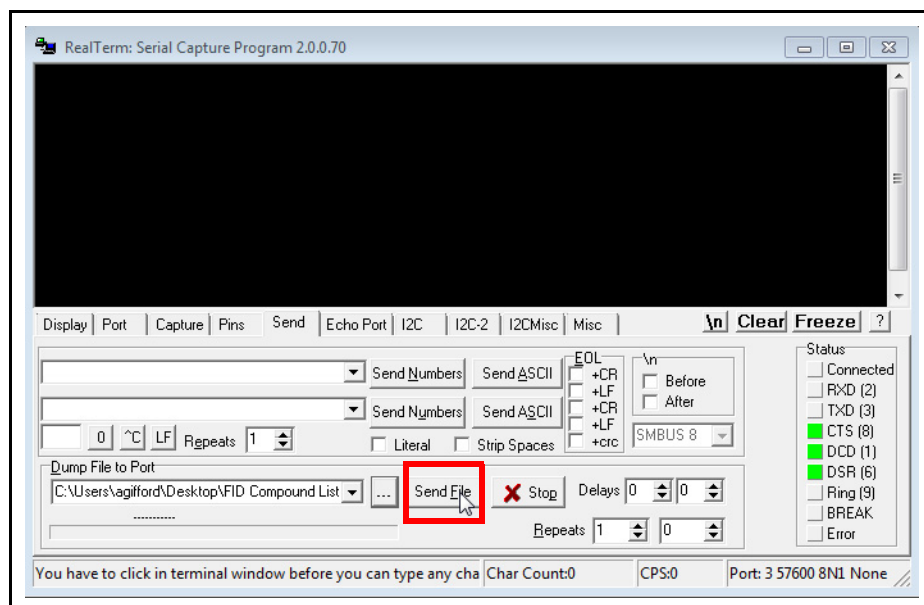 RealTerm: Serial Capture Program 2.0.0.70
Display Port Capture Pins Send Echo Port I2C I2C-2 I2CMisc Misc \n Clear Freeze ?
Send Numbers Send ASCII
EOL
+CR
+LF
+CR
+LF
+crc
\n
Before
After
Send Numbers Send ASCII
0 ^C LF Repeats 1
Literal Strip Spaces
SMBUS 8
Status
Connected
RXD (2)
TXD (3)
CTS (8)
DCD (1)
DSR (6)
Ring (9)
BREAK
Error
Dump File to Port
C:\Users\agifford\Desktop\FID Compound List ... Send File Stop Delays 0 0
----------
Repeats 1 0
You have to click in terminal window before you can type any cha Char Count:0 CPS:0 Port: 3 57600 8N1 None